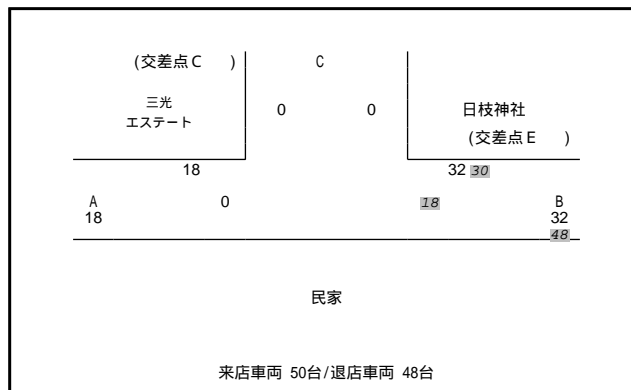 (交差点C　) C
三光
エステート
0 0 日枝神社
(交差点E　)
18 32 30
A 0 18 B
18 32
48
民家
来店車両 50台/退店車両 48台